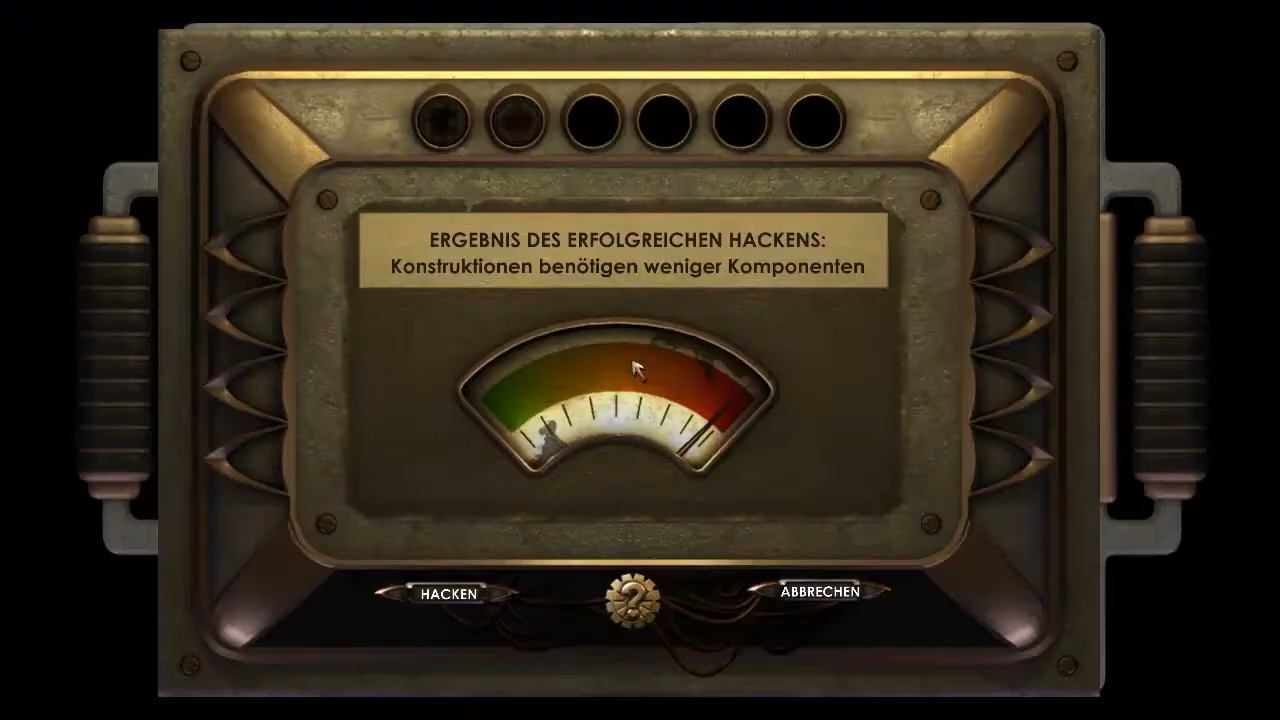 ERGEBNIS DES ERFOLGREICHEN HACKENS:
Konstruktionen benötigen weniger Komponenten
HACKEN
?
ABBRECHEN